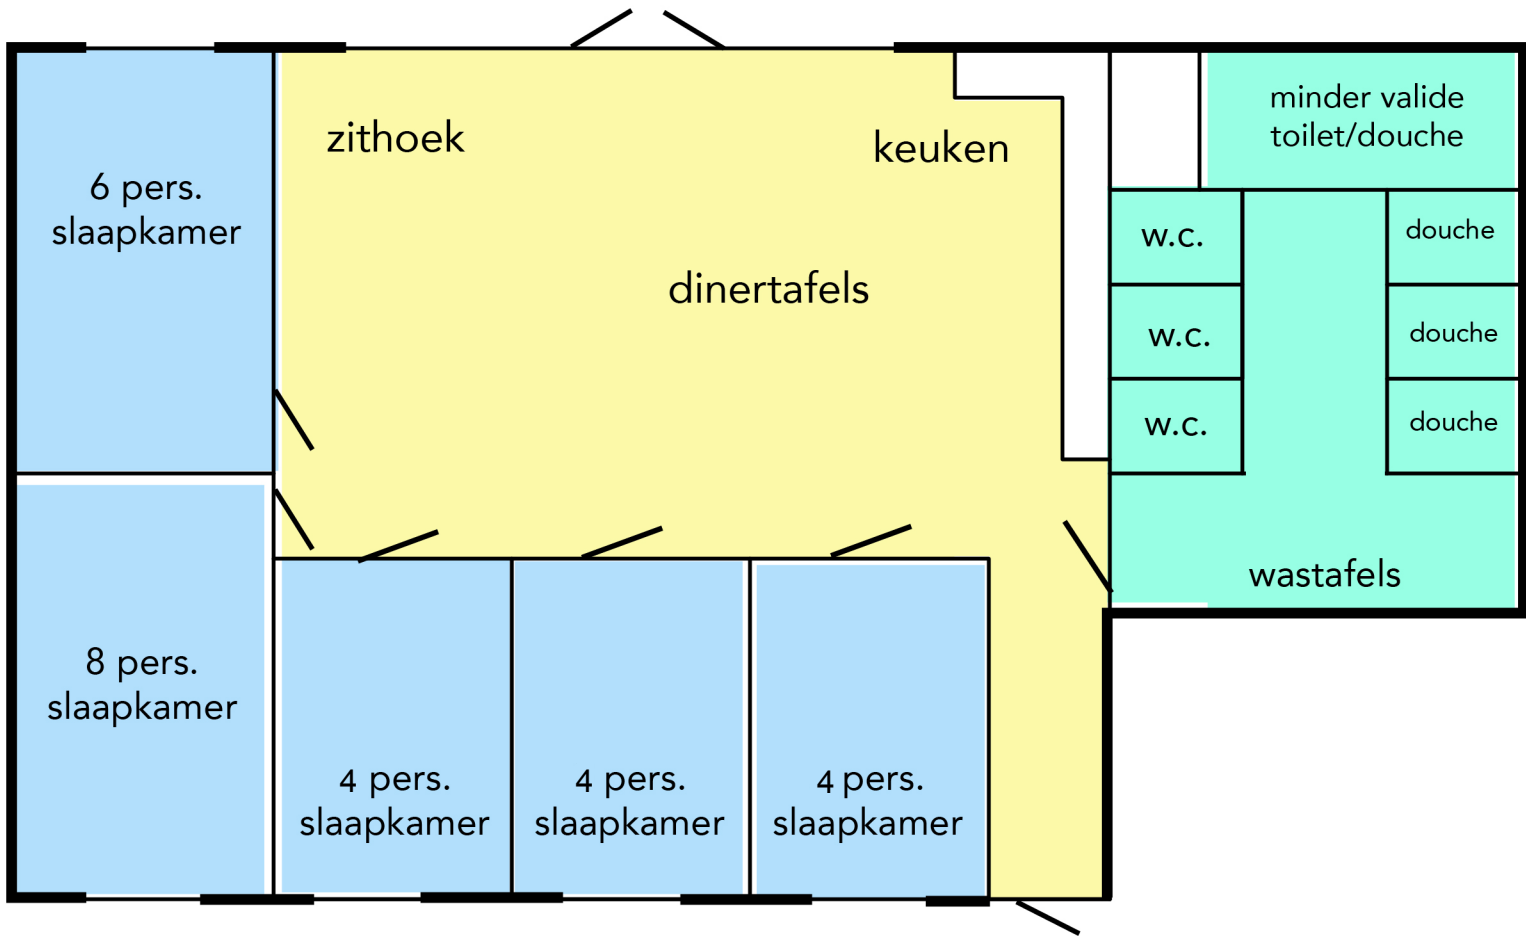 zithoek
keuken
minder valide
toilet/douche
6 pers.
slaapkamer
dinertafels
w.c.
douche
w.c.
douche
w.c.
douche
wastafels
8 pers.
slaapkamer
4 pers.
slaapkamer
4 pers.
slaapkamer
4 pers.
slaapkamer